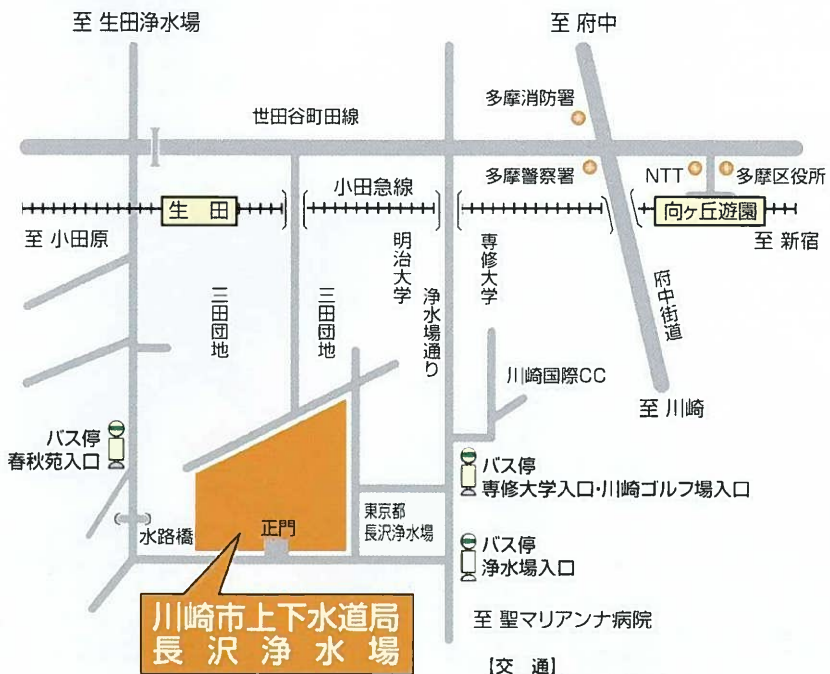 至 生田浄水場
至 府中
多摩消防署
世田谷町田線
多摩警察署
NTT
多摩区役所
小田急線
生 田
向ヶ丘遊園
至 小田原
至 新宿
明治大学
専修大学
三田団地
三田団地
浄水場通り
府中街道
川崎国際CC
至 川崎
バス停
春秋苑入口
バス停
専修大学入口・川崎ゴルフ場入口
東京都
長沢浄水場
水路橋
正門
バス停
浄水場入口
川崎市上下水道局
長沢浄水場
至 聖マリアンナ病院
【交 通】